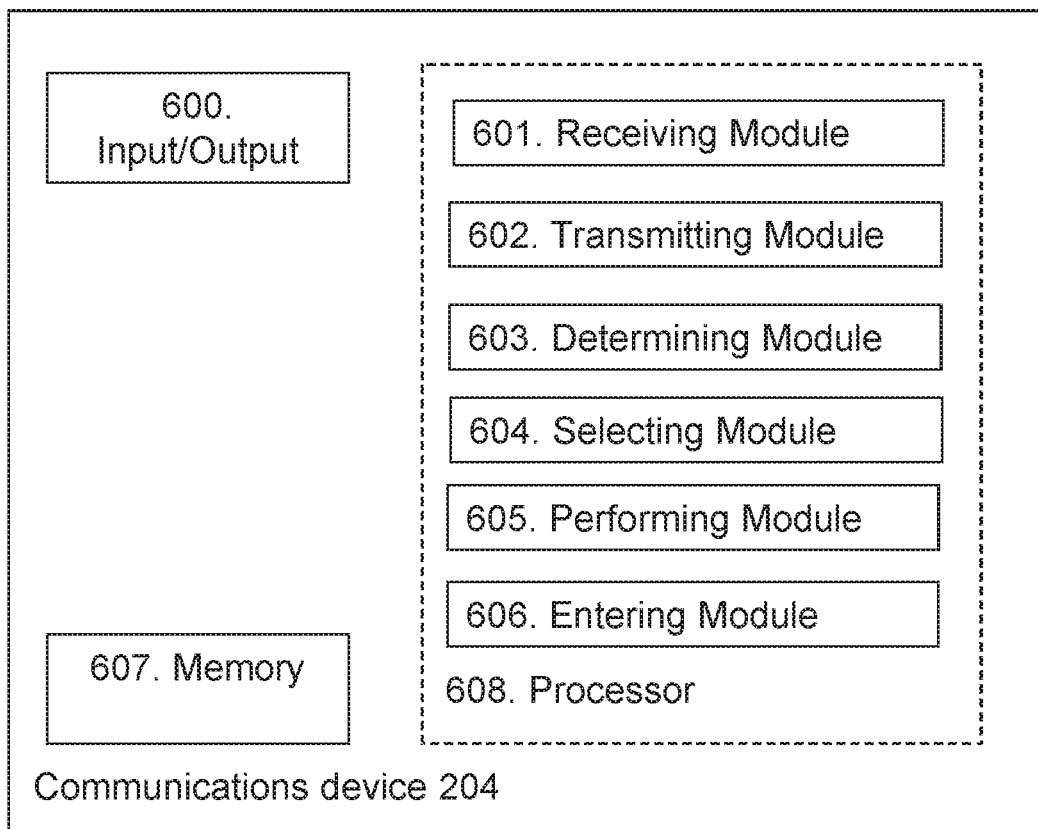 600.
Input/Output
601. Receiving Module
602. Transmitting Module
603. Determining Module
604. Selecting Module
605. Performing Module
606. Entering Module
607. Memory
608. Processor
Communications device 204